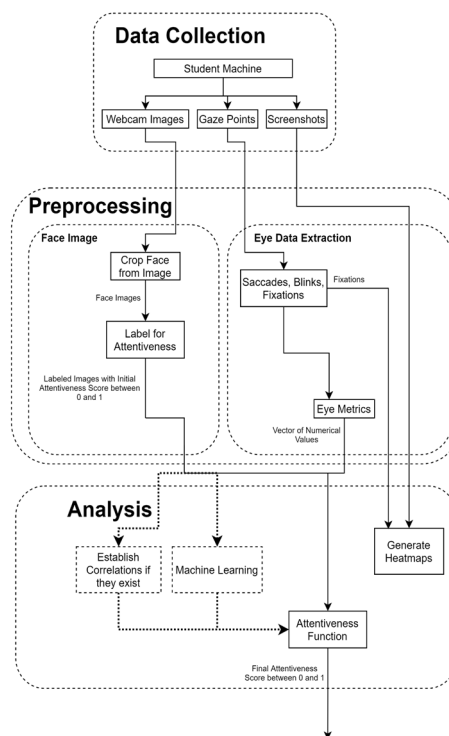 Data Collection
Student Machine
Webcam Images
Gaze Points
Screenshots
Preprocessing
Face Image
Eye Data Extraction
Crop Face
from Image
Saccades, Blinks,
Fixations
Fixations
Face Images
Label for
Attentiveness
Labeled Images with Initial
Attentiveness Score between
0 and 1
Eye Metrics
Vector of Numerical
Values
Analysis
Establish
Correlations if
they exist
Machine Learning
Generate
Heatmaps
Attentiveness
Function
Final Attentiveness
Score between 0 and 1